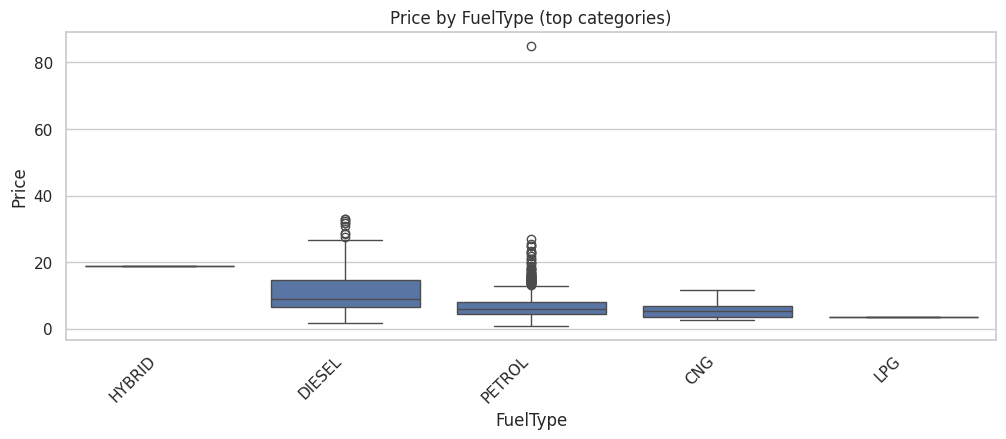 Price by FuelType (top categories)
Price
80
60
40
20
0
HYBRID
DIESEL
PETROL
CNG
LPG
FuelType